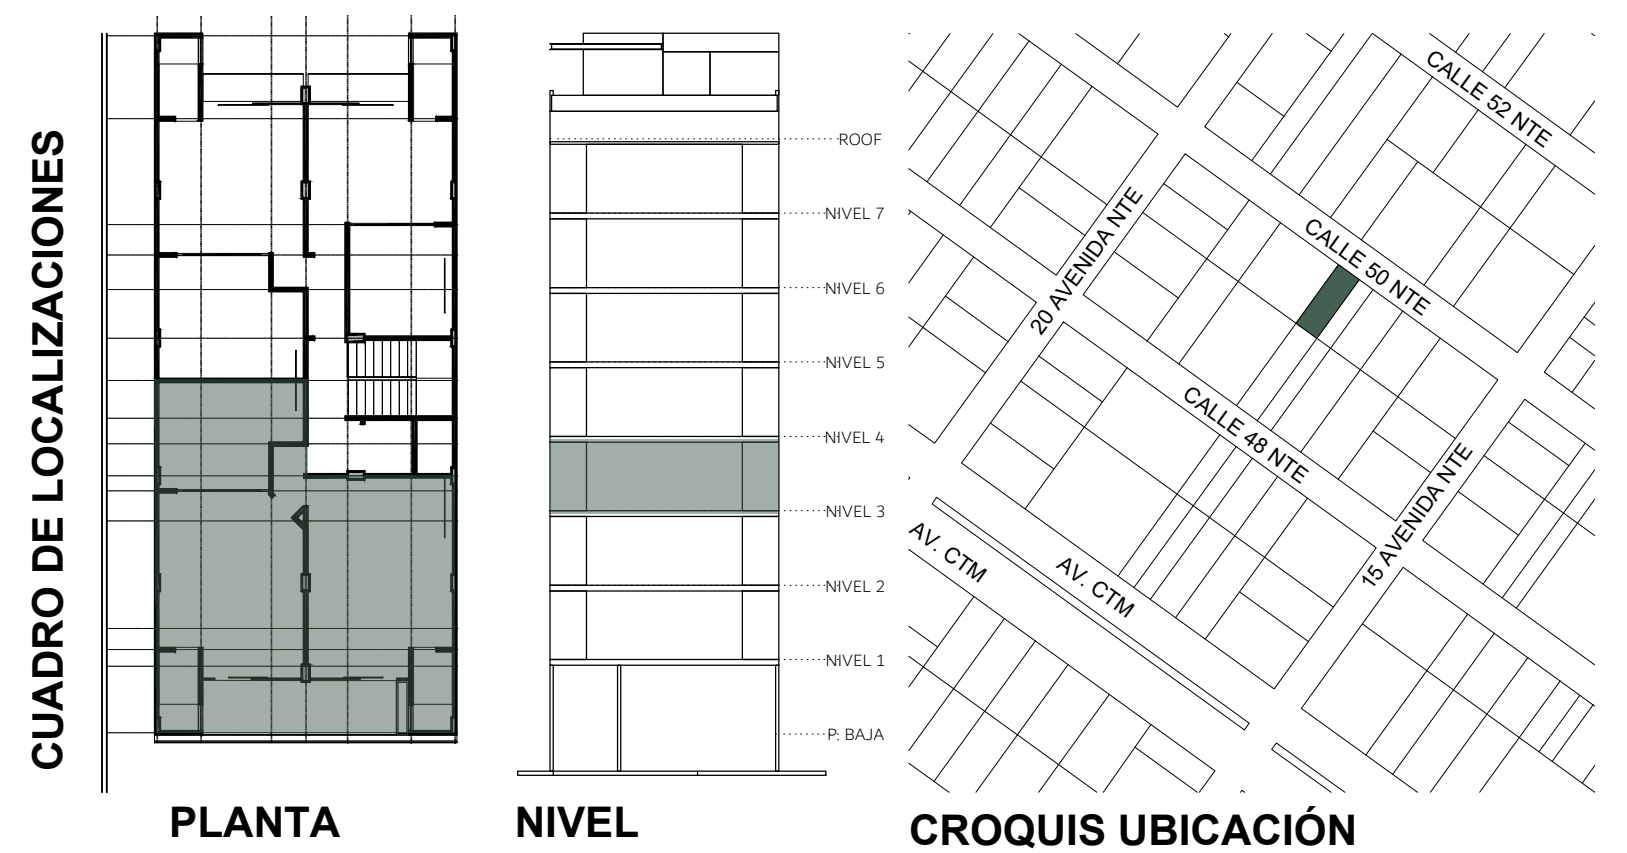 CUADRO DE LOCALIZACIONES
ROOF
NIVEL 7
NIVEL 6
NIVEL 5
NIVEL 4
NIVEL 3
NIVEL 2
NIVEL 1
P. BAJA
CALLE 52 NTE
20 AVENIDA NTE
CALLE 50 NTE
CALLE 48 NTE
15 AVENIDA NTE
AV. CTM
AV. CTM
PLANTA
NIVEL
CROQUIS UBICACIÓN